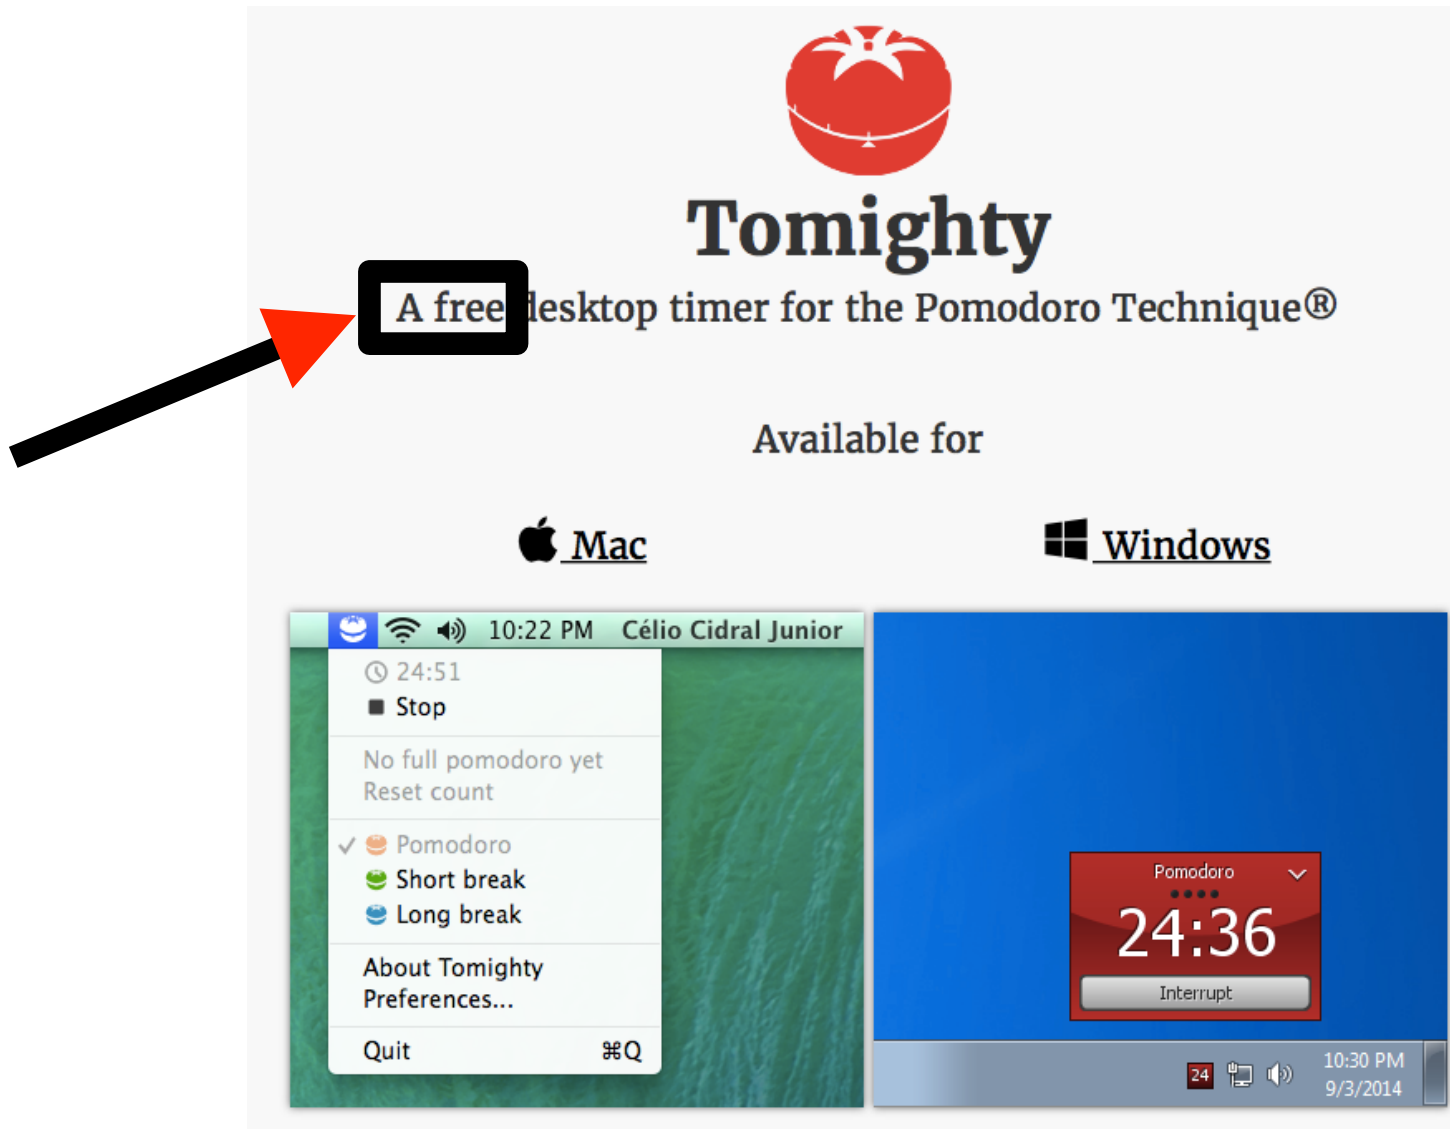 Tomighty
A free desktop timer for the Pomodoro Technique®
Available for
Mac
Windows
10:22 PM Célio Cidral Junior
24:51
Stop
No full pomodoro yet
Reset count
Pomodoro
Short break
Long break
About Tomighty
Preferences...
Quit ⌘Q
Pomodoro
24:36
Interrupt
24
10:30 PM
9/3/2014